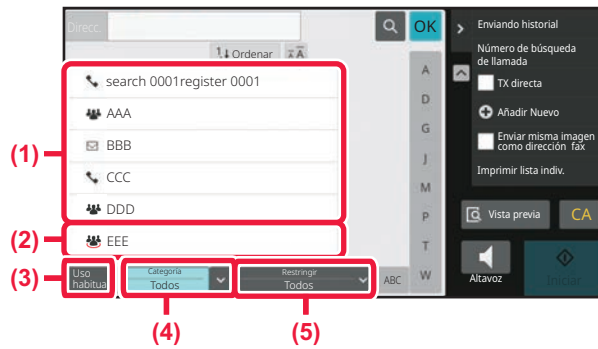 Direcc.
OK
Ordenar
search 0001register 0001
AAA
BBB
CCC
DDD
EEE
(1)
(2)
(3)
Uso
habitua
Categoría
Todos
Restringir
Todos
ABC
(4)
(5)
A
D
G
J
M
P
T
W
Enviando historial
Número de búsqueda
de llamada
TX directa
Añadir Nuevo
Enviar misma imagen
como dirección fax
Imprimir lista indiv.
Vista previa
CA
Altavoz
Iniciar